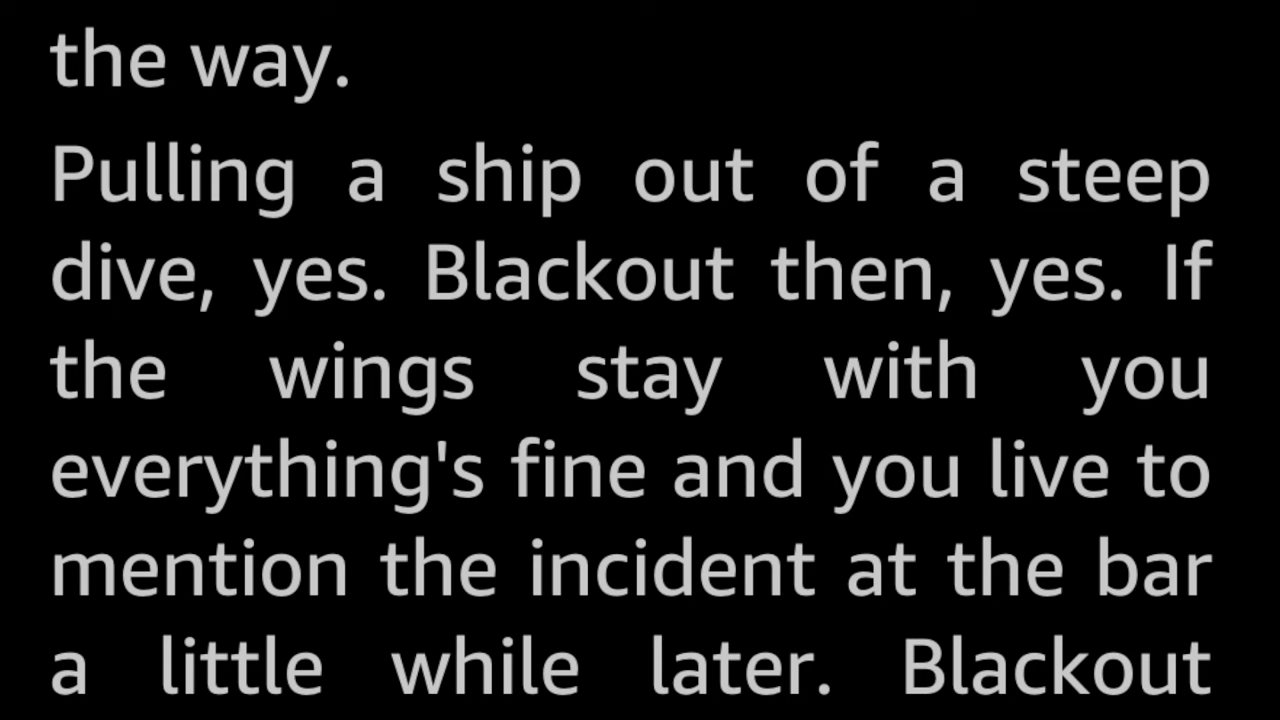 the way.
Pulling a ship out of a steep
dive, yes. Blackout then, yes. If
the wings stay with you
everything's fine and you live to
mention the incident at the bar
a little while later. Blackout